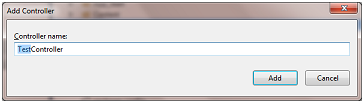 Add Controller
Controller name:
TestController
Add
Cancel